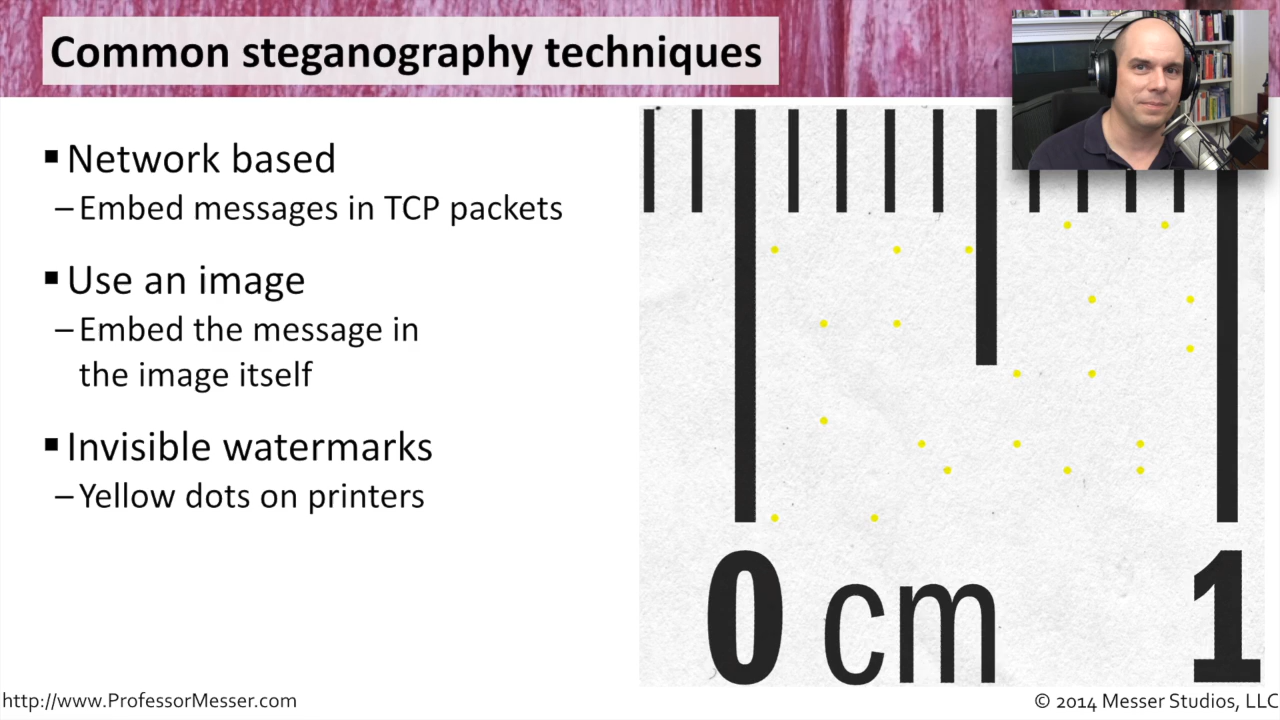 Common steganography techniques
▪ Network based
– Embed messages in TCP packets
▪ Use an image
– Embed the message in
the image itself
▪ Invisible watermarks
– Yellow dots on printers
0 cm 1
http://www.ProfessorMesser.com
© 2014 Messer Studios, LLC